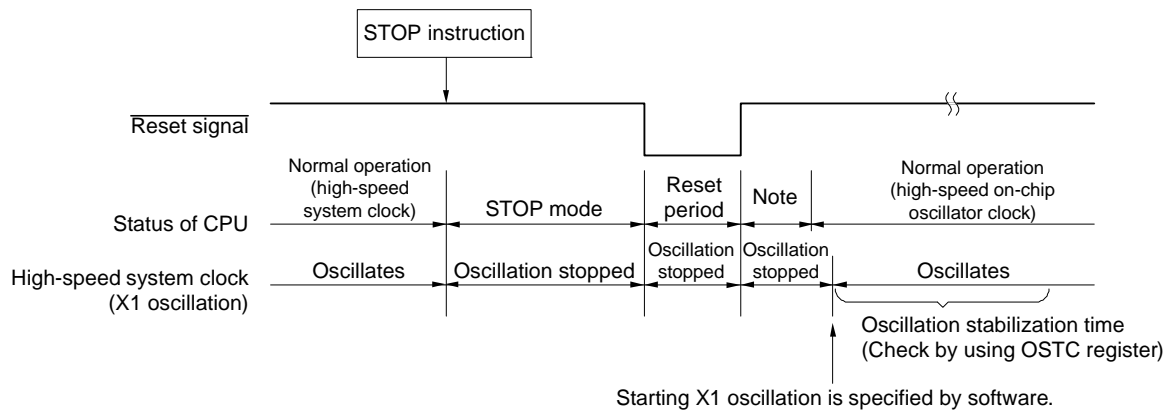 STOP instruction
Reset signal
Normal operation
(high-speed
system clock)
Reset
period
Normal operation
(high-speed on-chip
oscillator clock)
Status of CPU
STOP mode
Note
High-speed system clock
(X1 oscillation)
Oscillates
Oscillation stopped
Oscillation
stopped
Oscillation
stopped
Oscillates
Oscillation stabilization time
(Check by using OSTC register)
Starting X1 oscillation is specified by software.